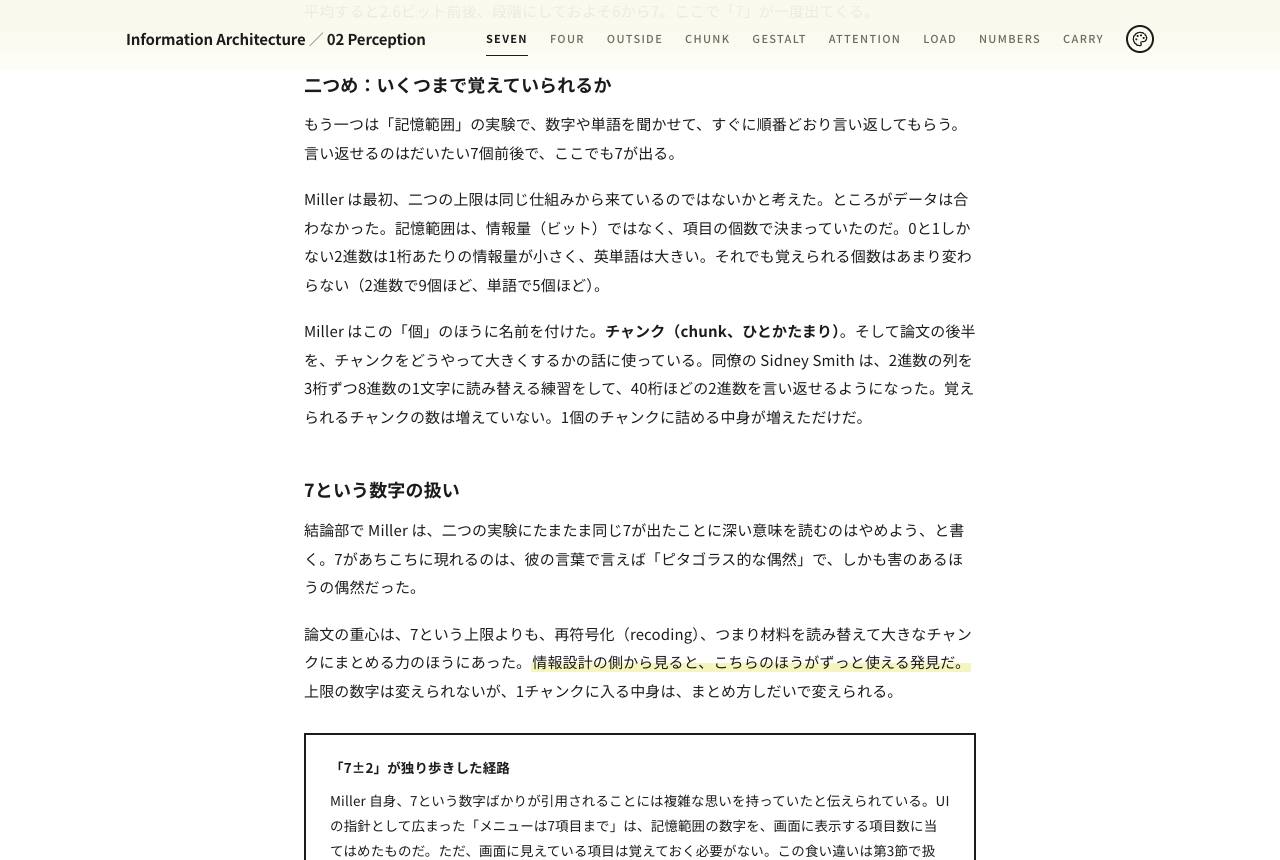 平均すると2.6ビット前後、段階にしておよそ6から7。ここで「7」が一度出てくる。
Information Architecture ／ 02 Perception
SEVEN FOUR OUTSIDE CHUNK GESTALT ATTENTION LOAD NUMBERS CARRY
二つめ：いくつまで覚えていられるか
もう一つは「記憶範囲」の実験で、数字や単語を聞かせて、すぐに順番どおり言い返してもらう。
言い返せるのはだいたい7個前後で、ここでも7が出る。
Miller は最初、二つの上限は同じ仕組みから来ているのではないかと考えた。ところがデータは合
わなかった。記憶範囲は、情報量（ビット）ではなく、項目の個数で決まっていたのだ。0と1しか
ない2進数は1桁あたりの情報量が小さく、英単語は大きい。それでも覚えられる個数はあまり変わ
らない（2進数で9個ほど、単語で5個ほど）。
Miller はこの「個」のほうに名前を付けた。チャンク（chunk、ひとかたまり）。そして論文の後半
を、チャンクをどうやって大きくするかの話に使っている。同僚の Sidney Smith は、2進数の列を
3桁ずつ8進数の1文字に読み替える練習をして、40桁ほどの2進数を言い返せるようになった。覚え
られるチャンクの数は増えていない。1個のチャンクに詰める中身が増えただけだ。
7という数字の扱い
結論部で Miller は、二つの実験にたまたま同じ7が出たことに深い意味を読むのはやめよう、と書
く。7があちこちに現れるのは、彼の言葉で言えば「ピタゴラス的な偶然」で、しかも害のあるほ
うの偶然だった。
論文の重心は、7という上限よりも、再符号化（recoding）、つまり材料を読み替えて大きなチャン
クにまとめる力のほうにあった。情報設計の側から見ると、こちらのほうがずっと使える発見だ。
上限の数字は変えられないが、1チャンクに入る中身は、まとめ方しだいで変えられる。
「7±2」が独り歩きした経路
Miller 自身、7という数字ばかりが引用されることには複雑な思いを持っていたと伝えられている。UI
の指針として広まった「メニューは7項目まで」は、記憶範囲の数字を、画面に表示する項目数に当
てはめたものだ。ただ、画面に見えている項目は覚えておく必要がない。この食い違いは第3節で扱